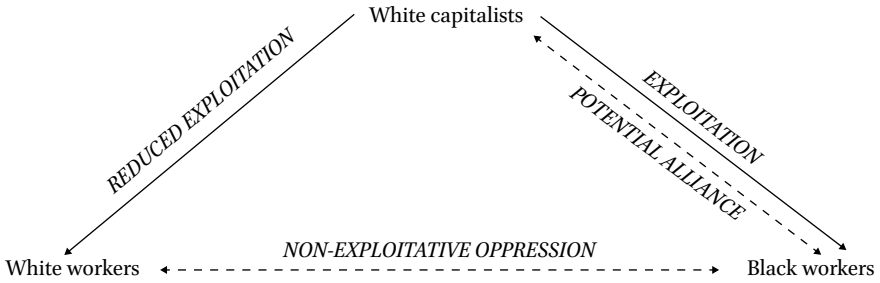 White capitalists
REDUCED EXPLOITATION
EXPLOITATION
POTENTIAL ALLIANCE
NON-EXPLOITATIVE OPPRESSION
White workers
Black workers